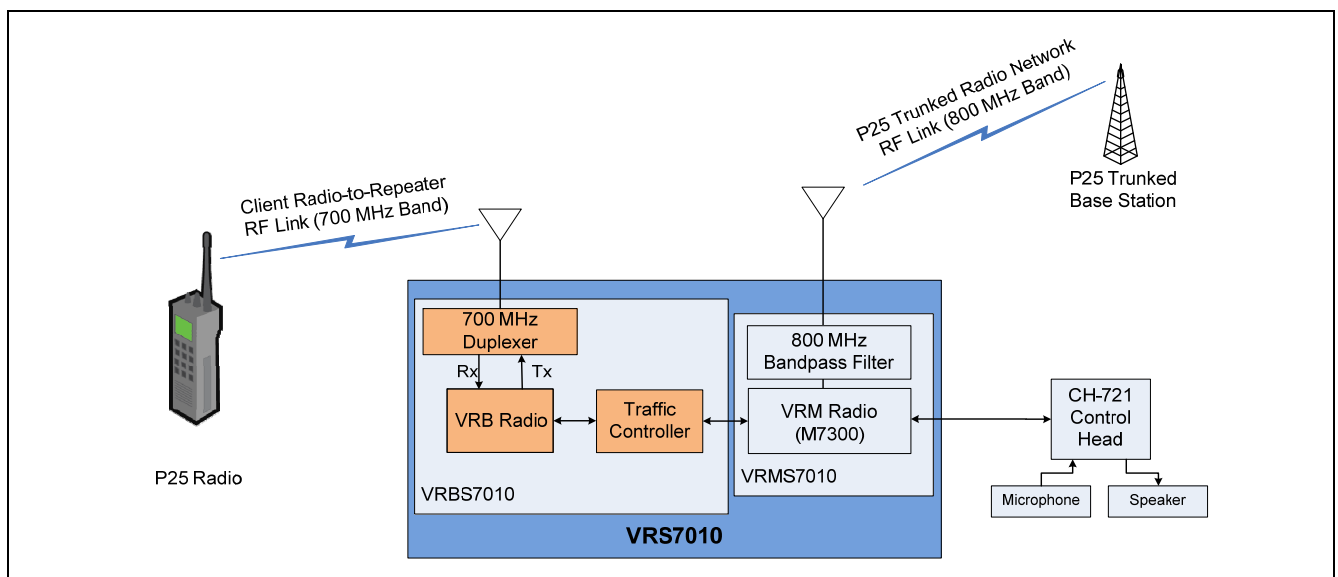 P25 Trunked Radio Network
RF Link (800 MHz Band)
P25 Trunked
Base Station
Client Radio-to-Repeater
RF Link (700 MHz Band)
P25 Radio
700 MHz
Duplexer
Rx
Tx
VRB Radio
Traffic
Controller
VRBS7010
800 MHz
Bandpass Filter
VRM Radio
(M7300)
VRMS7010
VRS7010
CH-721
Control
Head
Microphone
Speaker